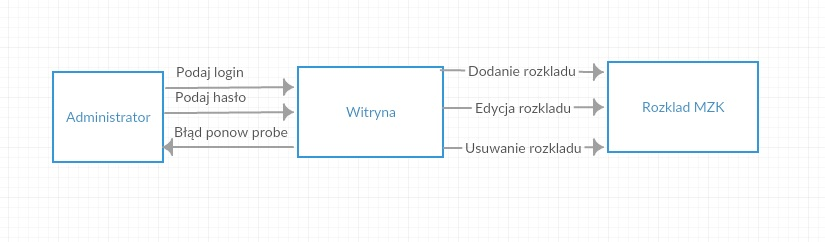 Administrator
Podaj login
Podaj hasło
Błąd ponow probe
Witryna
Dodanie rozkladu
Edycja rozkladu
Usuwanie rozkladu
Rozklad MZK